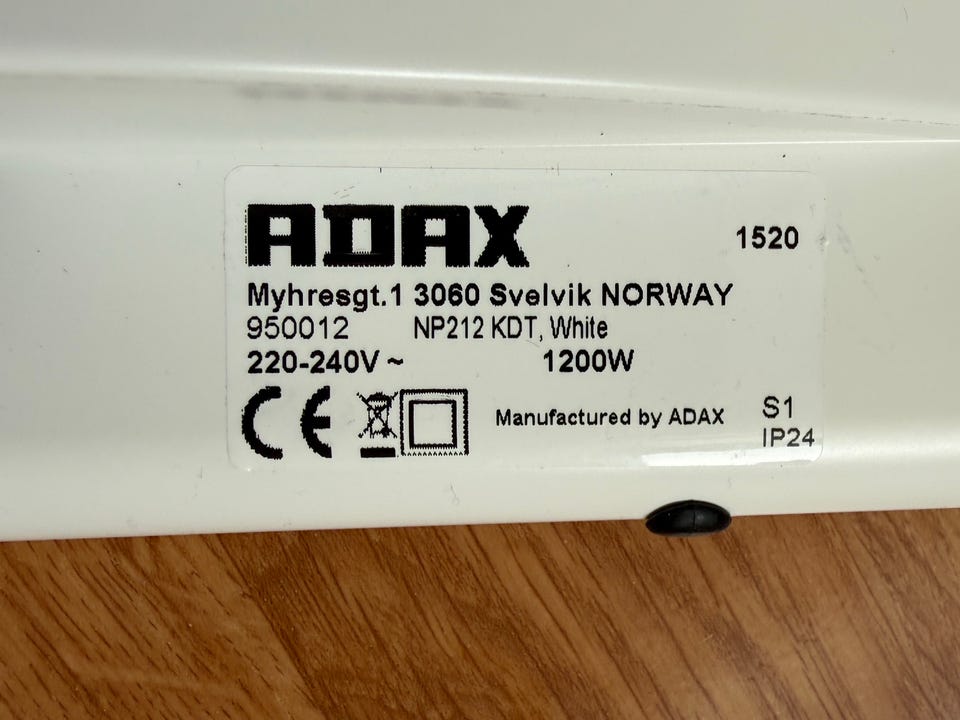 ADAX
1520
Myhresgt.1 3060 Svelvik NORWAY
950012 NP212 KDT, White
220-240V ~ 1200W
CE Manufactured by ADAX S1
IP24